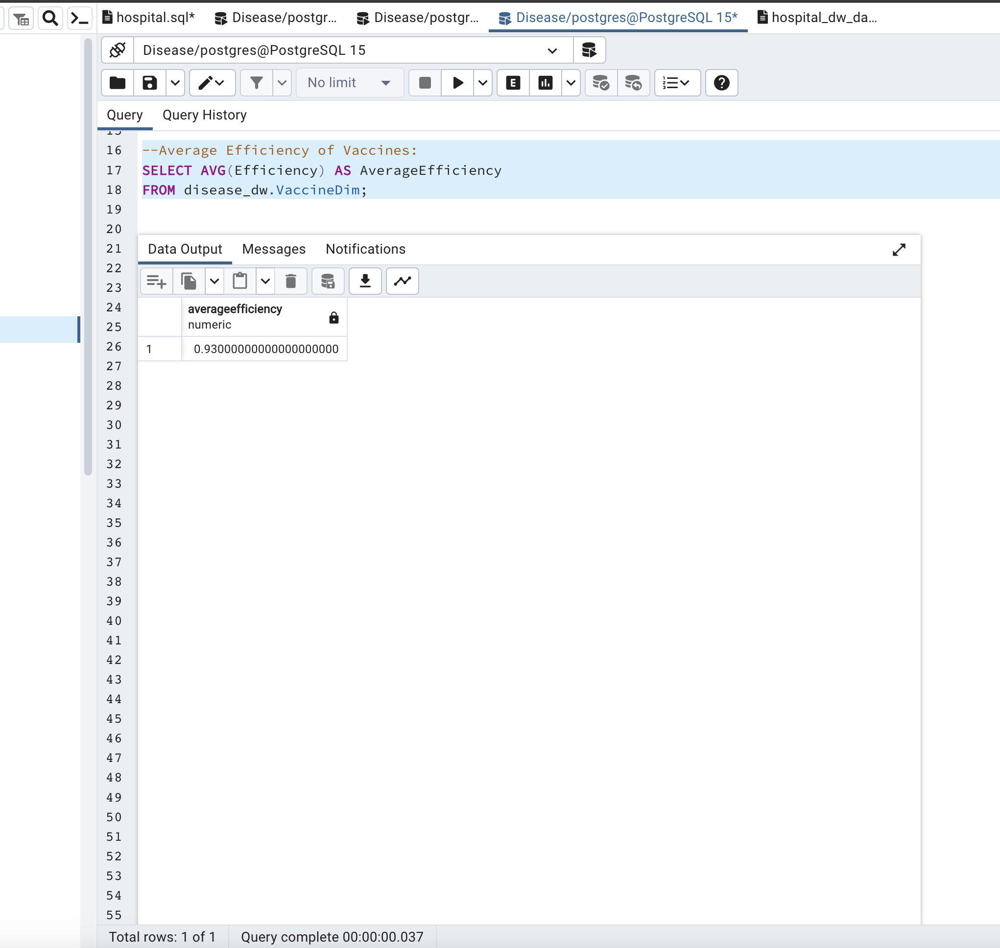 hospital.sql*
Disease/postgr...
Disease/postgr...
Disease/postgres@PostgreSQL 15*
hospital_dw_da...
Disease/postgres@PostgreSQL 15
No limit
E
Query
Query History
15
16 --Average Efficiency of Vaccines:
17 SELECT AVG(Efficiency) AS AverageEfficiency
18 FROM disease_dw.VaccineDim;
19
20
21
22
23
24
25
26
27
28
29
30
31
32
33
34
35
36
37
38
39
40
41
42
43
44
45
46
47
48
49
50
51
52
53
54
55
Data Output
Messages
Notifications
averageefficiency
numeric
1 0.93000000000000000000
Total rows: 1 of 1
Query complete 00:00:00.037